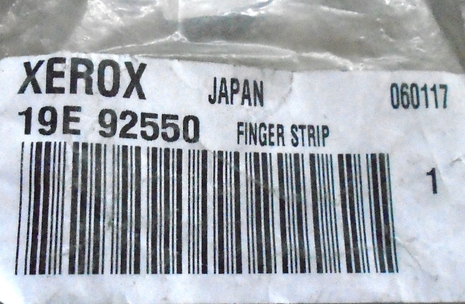 XEROX JAPAN 060117
19E 92550 FINGER STRIP
1